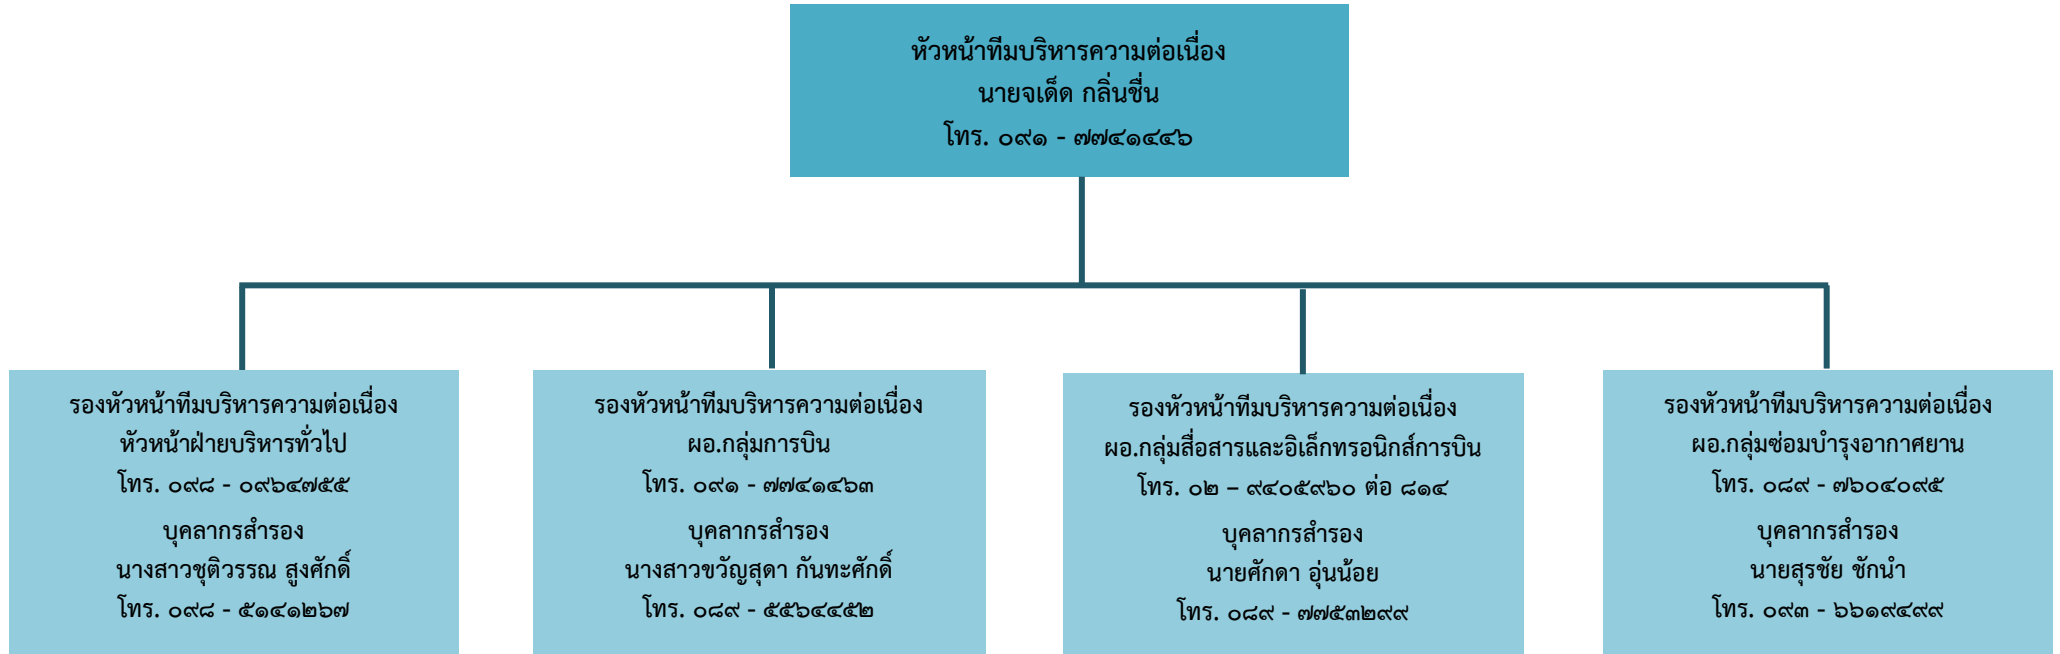 หัวหน้าทีมบริหารความต่อเนื่อง
นายจเด็ด กลิ่นชื่น
โทร. ๐๙๑ - ๗๗๔๑๔๔๖
รองหัวหน้าทีมบริหารความต่อเนื่อง
หัวหน้าฝ่ายบริหารทั่วไป
โทร. ๐๙๘ - ๐๙๖๔๗๕๕
บุคลากรสำรอง
นางสาวชุติวรรณ สูงศักดิ์
โทร. ๐๙๘ - ๕๑๔๑๒๖๗
รองหัวหน้าทีมบริหารความต่อเนื่อง
ผอ.กลุ่มการบิน
โทร. ๐๙๑ - ๗๗๔๑๔๖๓
บุคลากรสำรอง
นางสาวขวัญสุดา กันทะศักดิ์
โทร. ๐๘๙ - ๕๕๖๔๔๕๒
รองหัวหน้าทีมบริหารความต่อเนื่อง
ผอ.กลุ่มสื่อสารและอิเล็กทรอนิกส์การบิน
โทร. ๐๒ – ๙๔๐๕๙๖๐ ต่อ ๘๑๔
บุคลากรสำรอง
นายศักดา อุ่นน้อย
โทร. ๐๘๙ - ๗๗๕๓๒๙๙
รองหัวหน้าทีมบริหารความต่อเนื่อง
ผอ.กลุ่มซ่อมบำรุงอากาศยาน
โทร. ๐๘๙ - ๗๖๐๔๐๙๕
บุคลากรสำรอง
นายสุรชัย ชักนำ
โทร. ๐๙๓ - ๖๖๑๙๔๙๙